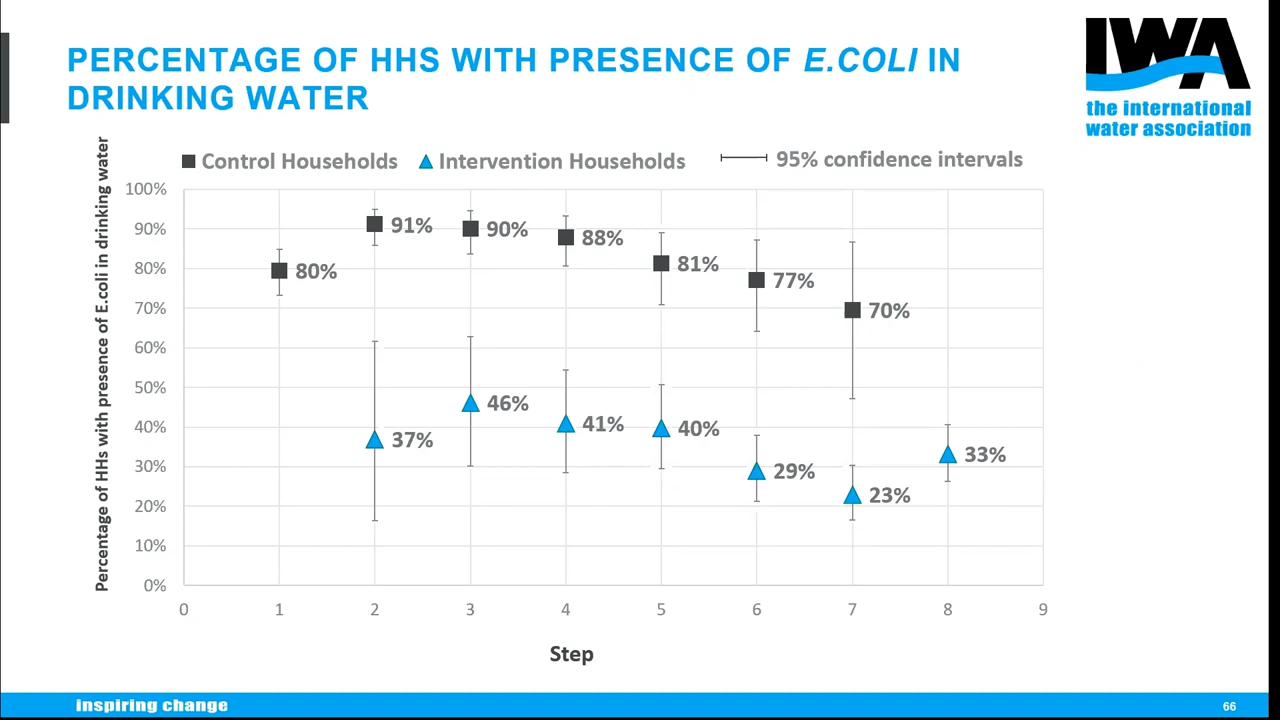 PERCENTAGE OF HHS WITH PRESENCE OF E.COLI IN
DRINKING WATER
IWA
the international
water association
Control Households
Intervention Households
95% confidence intervals
Percentage of HHs with presence of E.coli in drinking water
100%
90%
80%
70%
60%
50%
40%
30%
20%
10%
0%
80%
91%
90%
88%
81%
77%
70%
37%
46%
41%
40%
29%
23%
33%
0 1 2 3 4 5 6 7 8 9
Step
inspiring change
66